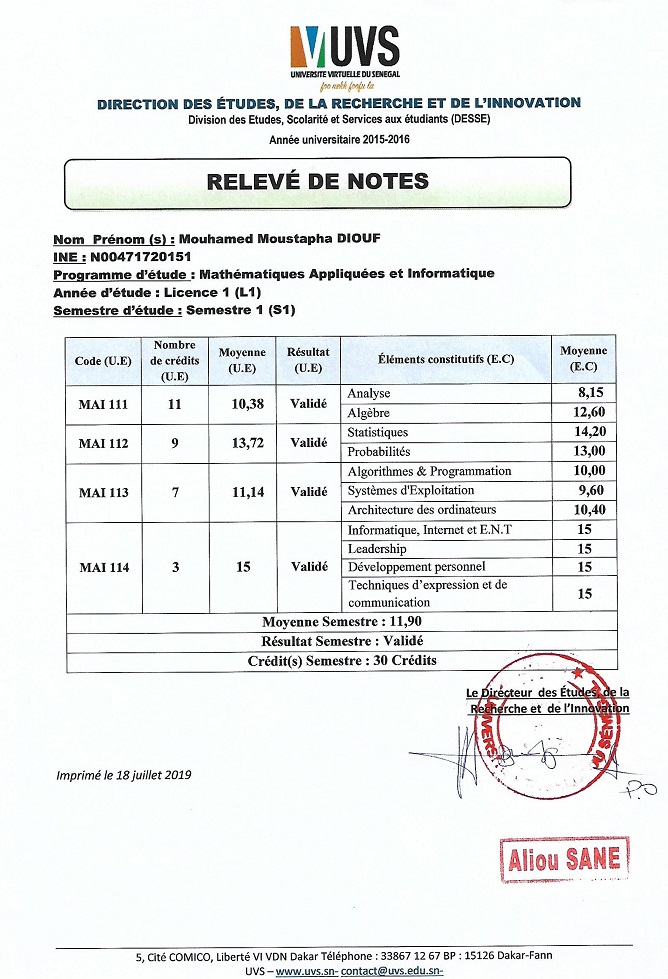 UVS
UNIVERSITE VIRTUELLE DU SENEGAL
foo nekk foofu la
DIRECTION DES ÉTUDES, DE LA RECHERCHE ET DE L'INNOVATION
Division des Etudes, Scolarité et Services aux étudiants (DESSE)
Année universitaire 2015-2016
RELEVÉ DE NOTES
Nom Prénom (s) : Mouhamed Moustapha DIOUF
INE : N00471720151
Programme d'étude : Mathématiques Appliquées et Informatique
Année d'étude : Licence 1 (L1)
Semestre d'étude : Semestre 1 (S1)
Code (U.E) Nombre de crédits (U.E) Moyenne (U.E) Résultat (U.E) Éléments constitutifs (E.C) Moyenne (E.C)
MAI 111 11 10,38 Validé Analyse 8,15
Algèbre 12,60
MAI 112 9 13,72 Validé Statistiques 14,20
Probabilités 13,00
MAI 113 7 11,14 Validé Algorithmes & Programmation 10,00
Systèmes d'Exploitation 9,60
Architecture des ordinateurs 10,40
MAI 114 3 15 Validé Informatique, Internet et E.N.T 15
Leadership 15
Développement personnel 15
Techniques d'expression et de communication 15
Moyenne Semestre : 11,90
Résultat Semestre : Validé
Crédit(s) Semestre : 30 Crédits
Le Directeur des Études, de la
Recherche et de l'Innovation
P.O
Imprimé le 18 juillet 2019
Aliou SANE
5, Cité COMICO, Liberté VI VDN Dakar Téléphone : 33867 12 67 BP : 15126 Dakar-Fann
UVS – www.uvs.sn- contact@uvs.edu.sn-